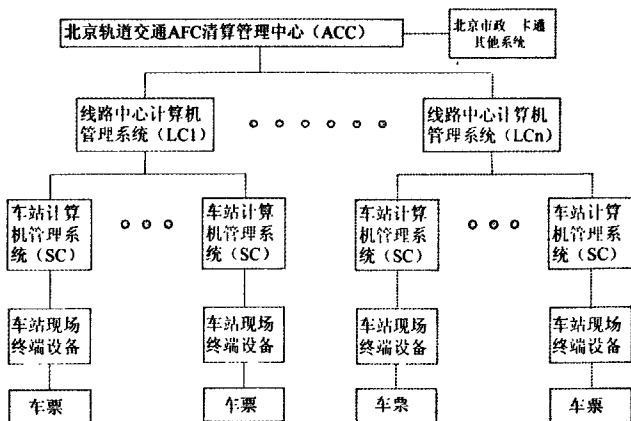 北京轨道交通AFC清算管理中心（ACC）
北京市政 卡通
其他系统
线路中心计算机
管理系统（LC1）
线路中心计算机
管理系统（LCn）
车站计算
机管理系
统（SC）
车站计算
机管理系
统（SC）
车站计算
机管理系
统（SC）
车站计算
机管理系
统（SC）
车站现场
终端设备
车站现场
终端设备
车站现场
终端设备
车站现场
终端设备
车票
车票
车票
车票